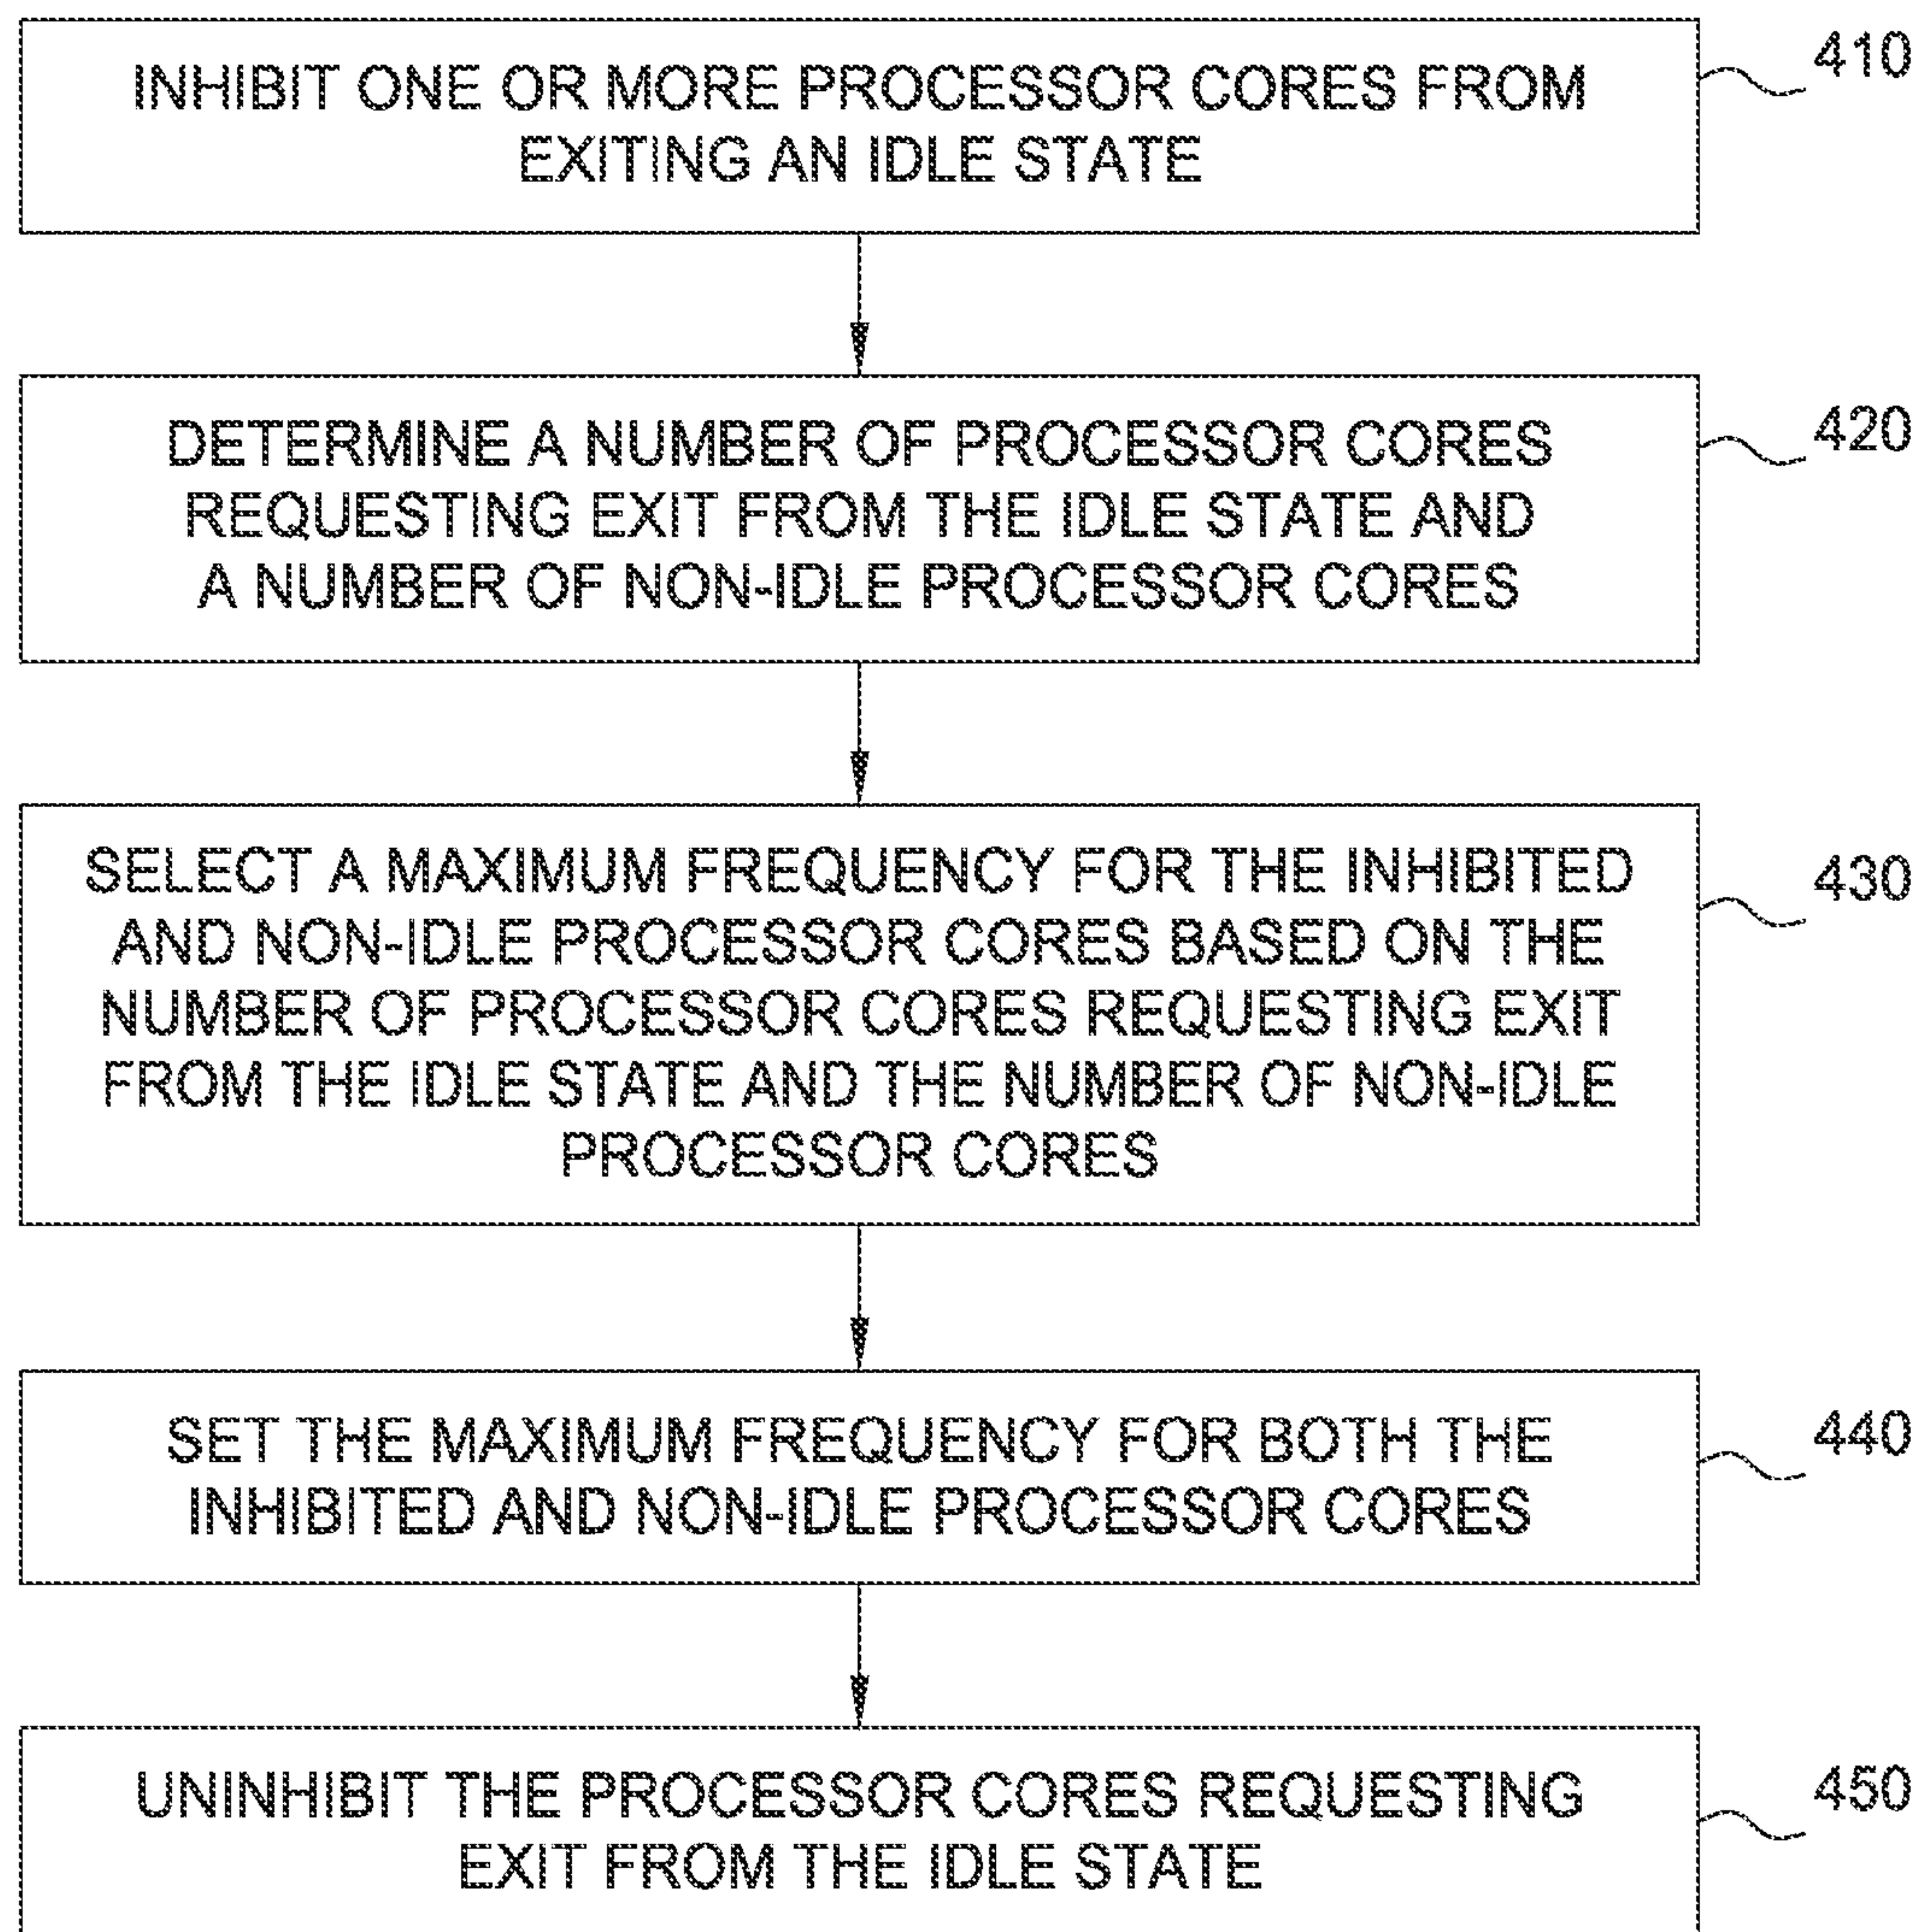 INHIBIT ONE OR MORE PROCESSOR CORES FROM
EXITING AN IDLE STATE
410
DETERMINE A NUMBER OF PROCESSOR CORES
REQUESTING EXIT FROM THE IDLE STATE AND
A NUMBER OF NON-IDLE PROCESSOR CORES
420
SELECT A MAXIMUM FREQUENCY FOR THE INHIBITED
AND NON-IDLE PROCESSOR CORES BASED ON THE
NUMBER OF PROCESSOR CORES REQUESTING EXIT
FROM THE IDLE STATE AND THE NUMBER OF NON-IDLE
PROCESSOR CORES
430
SET THE MAXIMUM FREQUENCY FOR BOTH THE
INHIBITED AND NON-IDLE PROCESSOR CORES
440
UNINHIBIT THE PROCESSOR CORES REQUESTING
EXIT FROM THE IDLE STATE
450